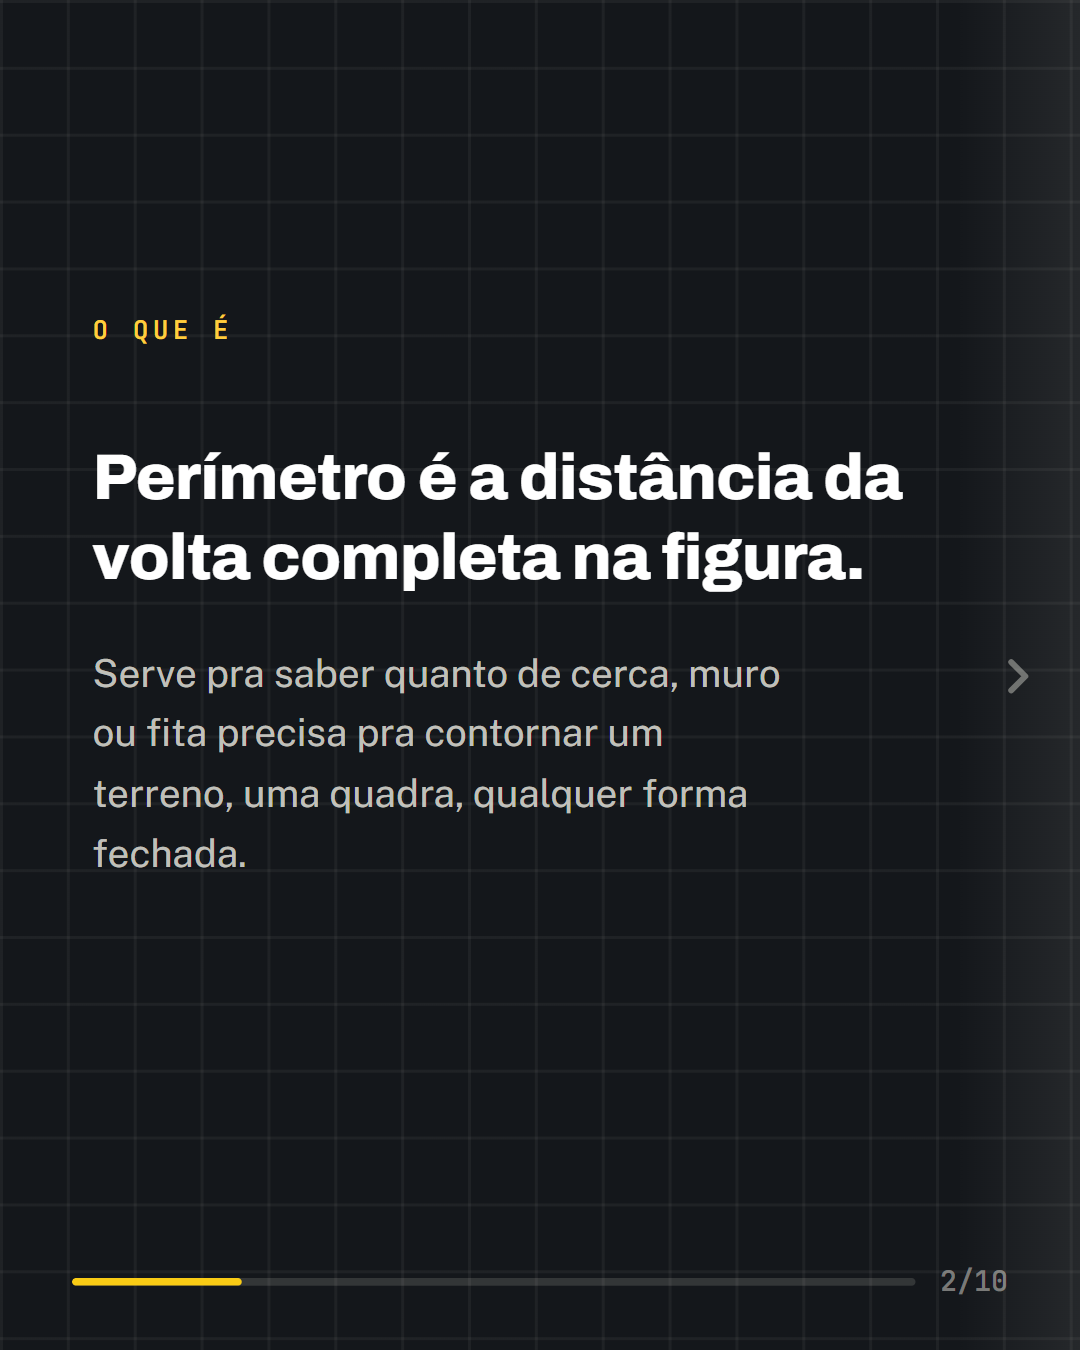 O QUE É
Perímetro é a distância da
volta completa na figura.
Serve pra saber quanto de cerca, muro
ou fita precisa pra contornar um
terreno, uma quadra, qualquer forma
fechada.
2/10